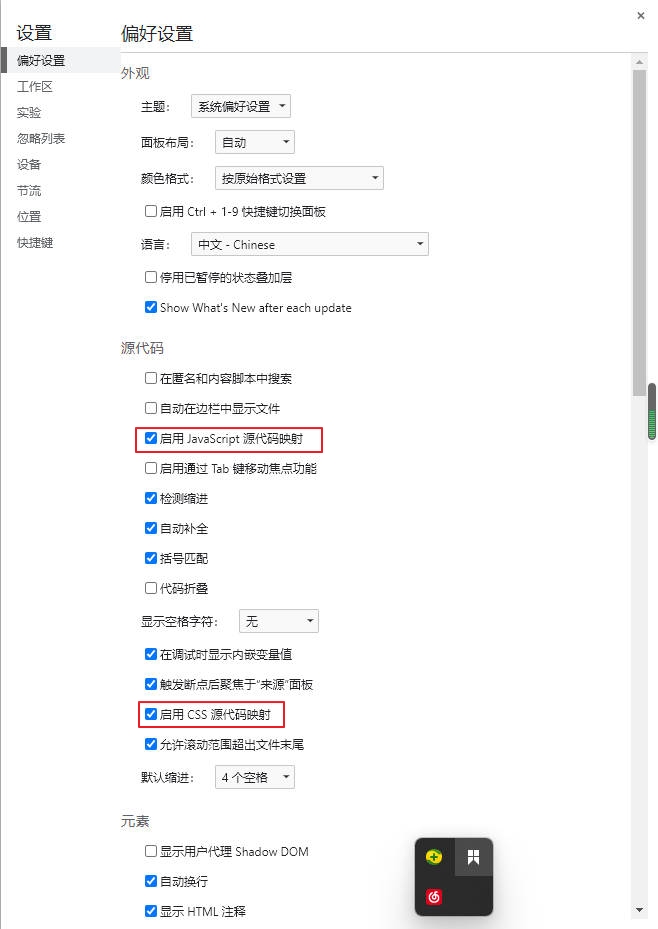 设置
偏好设置
工作区
实验
忽略列表
设备
节流
位置
快捷键
偏好设置
外观
主题： 系统偏好设置
面板布局： 自动
颜色格式： 按原始格式设置
启用 Ctrl + 1-9 快捷键切换面板
语言： 中文 - Chinese
停用已暂停的状态叠加层
Show What's New after each update
源代码
在匿名和内容脚本中搜索
自动在边栏中显示文件
启用 JavaScript 源代码映射
启用通过 Tab 键移动焦点功能
检测缩进
自动补全
括号匹配
代码折叠
显示空格字符： 无
在调试时显示内嵌变量值
触发断点后聚焦于“来源”面板
启用 CSS 源代码映射
允许滚动范围超出文件末尾
默认缩进： 4 个空格
元素
显示用户代理 Shadow DOM
自动换行
显示 HTML 注释